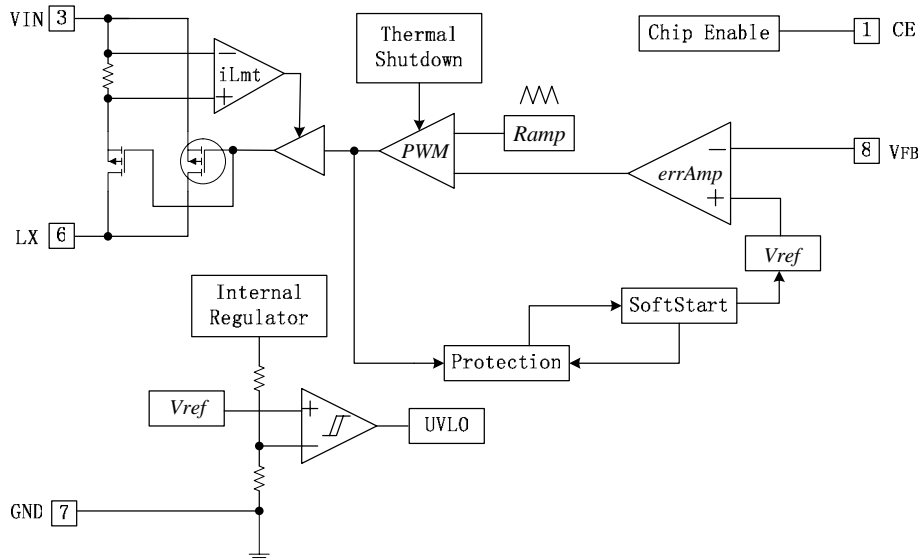 VIN 3
Thermal
Shutdown
Chip Enable
1 CE
iLmt
Ramp
PWM
8 VFB
errAmp
LX 6
Vref
Internal
Regulator
SoftStart
Protection
Vref
UVLO
GND 7